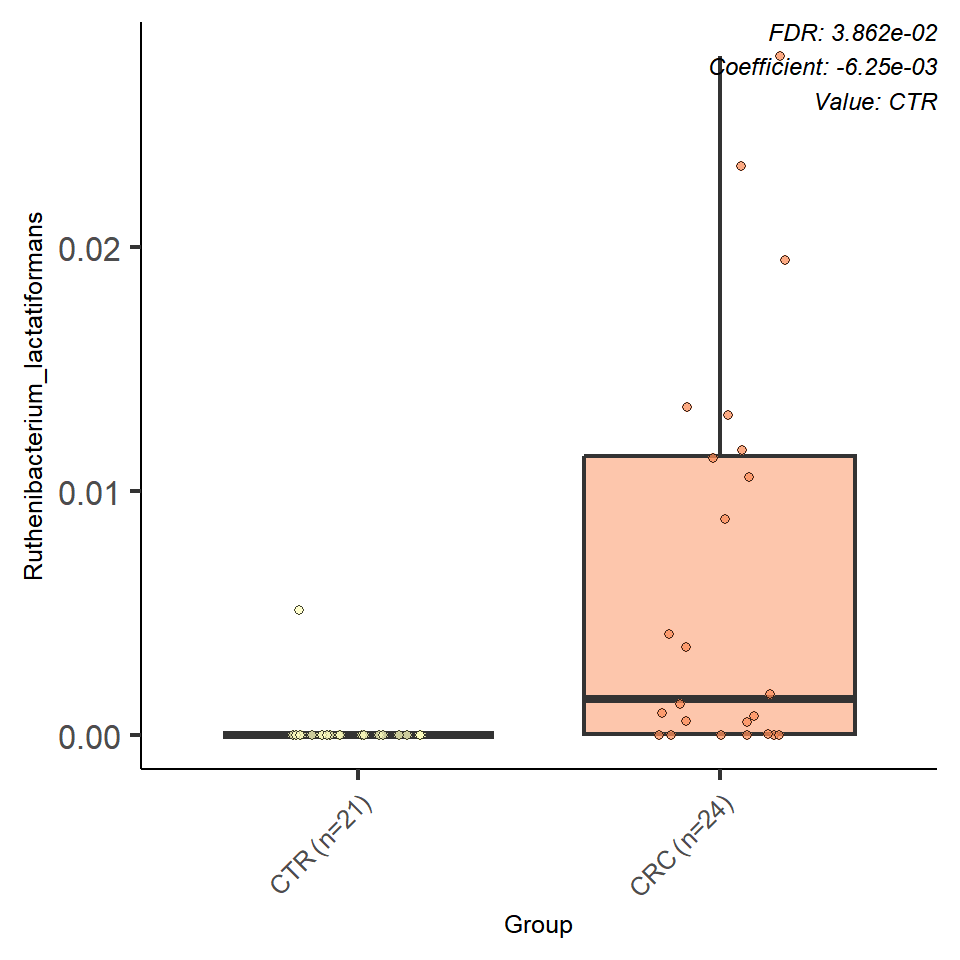 FDR: 3.862e-02
Coefficient: -6.25e-03
Value: CTR
Ruthenibacterium_lactatiformans
0.02
0.01
0.00
CTR (n=21)
CRC (n=24)
Group